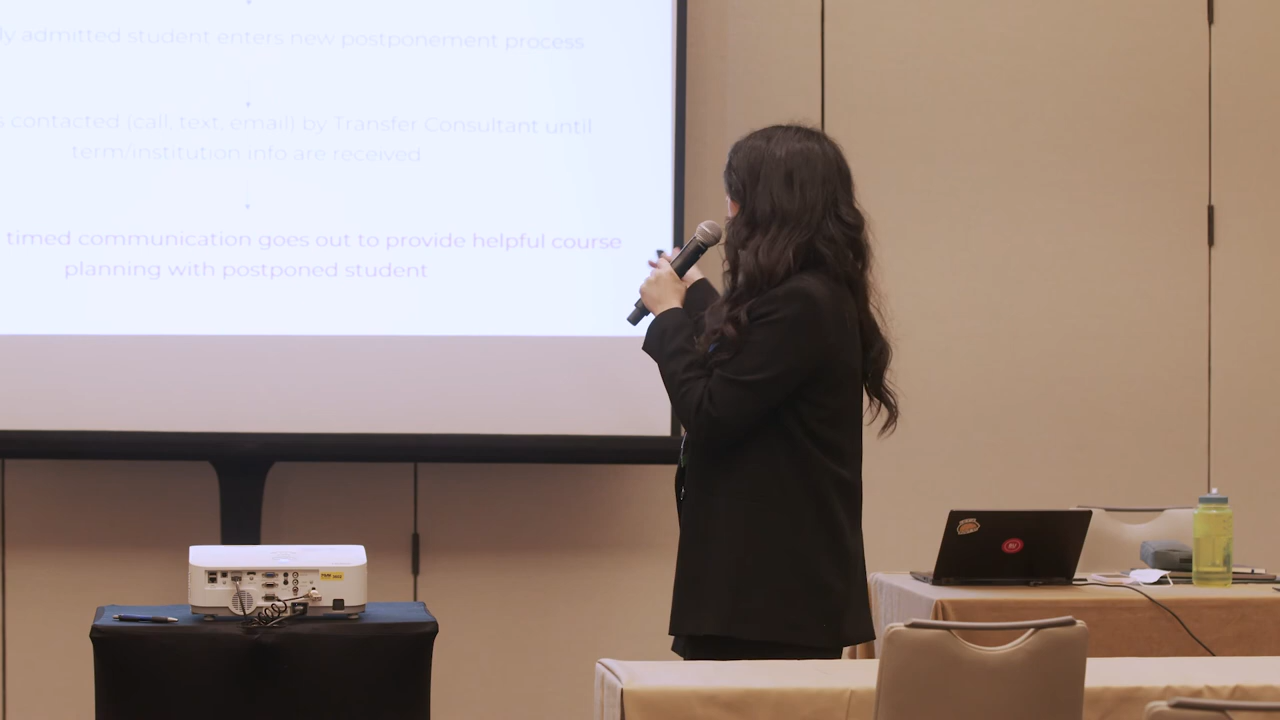 admitted student enters new postponement process
contacted (call, text, email) by Transfer Consultant until
term/institution info are received
timed communication goes out to provide helpful course
planning with postponed student